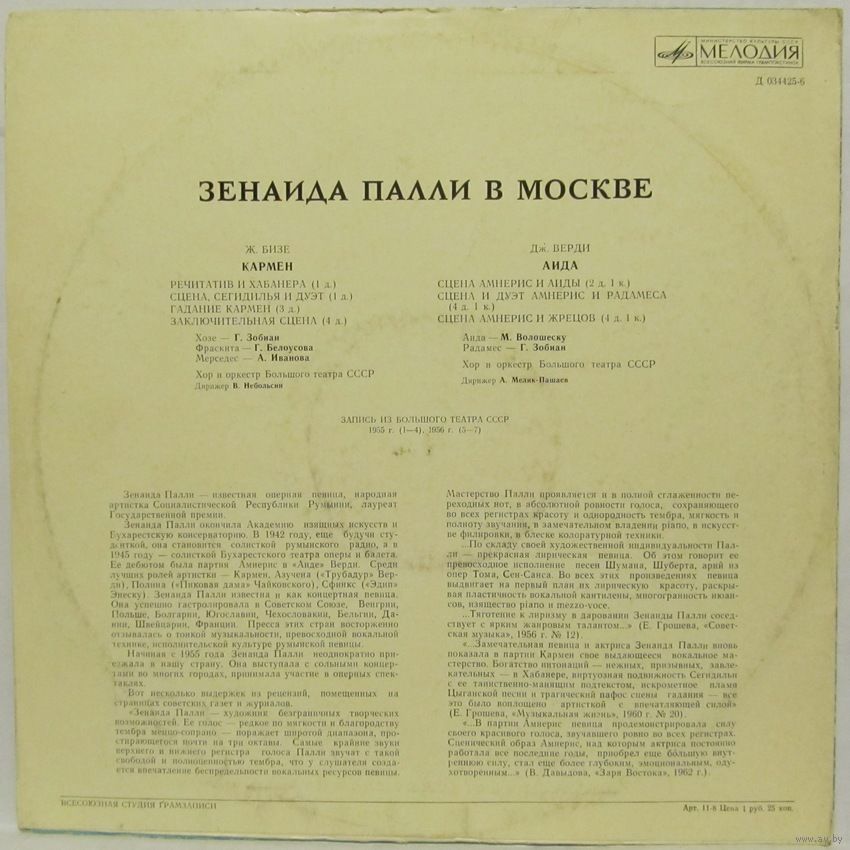 МИНИСТЕРСТВО КУЛЬТУРЫ СССР
МЕЛОДИЯ
ВСЕСОЮЗНАЯ ФИРМА ГРАМПЛАСТИНОК
Д 034425-6
ЗЕНАИДА ПАЛЛИ В МОСКВЕ
Ж. БИЗЕ
КАРМЕН
РЕЧИТАТИВ И ХАБАНЕРА (1 д.)
СЦЕНА, СЕГИДИЛЬЯ И ДУЭТ (1 д.)
ГАДАНИЕ КАРМЕН (3 д.)
ЗАКЛЮЧИТЕЛЬНАЯ СЦЕНА (4 д.)
Хозе — Г. Зобиан
Фраскита — Г. Белоусова
Мерседес — А. Иванова
Хор и оркестр Большого театра СССР
Дирижер В. Небольсин
Дж. ВЕРДИ
АИДА
СЦЕНА АМНЕРИС И АИДЫ (2 д. 1 к.)
СЦЕНА И ДУЭТ АМНЕРИС И РАДАМЕСА
(4 д. 1 к.)
СЦЕНА АМНЕРИС И ЖРЕЦОВ (4 д. 1 к.)
Аида — М. Волошеску
Радамес — Г. Зобиан
Хор и оркестр Большого театра СССР
Дирижер А. Мелик-Пашаев
ЗАПИСЬ ИЗ БОЛЬШОГО ТЕАТРА СССР
1955 г. (1—4), 1956 г. (5—7)
Зенаида Палли — известная оперная певица, народная
артистка Социалистической Республики Румынии, лауреат
Государственной премии.
Зенаида Палли окончила Академию изящных искусств и
Бухарестскую консерваторию. В 1942 году, еще будучи сту-
денткой, она становится солисткой румынского радио, а в
1945 году — солисткой Бухарестского театра оперы и балета.
Ее дебютом была партия Амнерис в «Аиде» Верди. Среди
лучших ролей артистки — Кармен, Азучена («Трубадур» Вер-
ди), Полина («Пиковая дама» Чайковского), Сфинкс («Эдип»
Энеску). Зенаида Палли известна и как концертная певица.
Она успешно гастролировала в Советском Союзе, Венгрии,
Польше, Болгарии, Югославии, Чехословакии, Бельгии, Да-
нии, Швейцарии, Франции. Пресса этих стран восторженно
отзывалась о тонкой музыкальности, превосходной вокальной
технике, исполнительской культуре румынской певицы.
Начиная с 1955 года Зенаида Палли неоднократно при-
езжала в нашу страну. Она выступала с сольными концер-
тами во многих городах, принимала участие в оперных спек-
таклях.
Вот несколько выдержек из рецензий, помещенных на
страницах советских газет и журналов.
«Зенаида Палли — художник безграничных творческих
возможностей. Ее голос — редкое по мягкости и благородству
тембра меццо-сопрано — поражает широтой диапазона, про-
стирающегося почти на три октавы. Самые крайние звуки
верхнего и нижнего регистра голоса Палли звучат с такой
свободой и полноценностью тембра, что у слушателя созда-
ется впечатление беспредельности вокальных ресурсов певицы.
Мастерство Палли проявляется и в полной сглаженности пе-
реходных нот, в абсолютной ровности голоса, сохраняющего
во всех регистрах красоту и однородность тембра, мягкость и
полноту звучания, в замечательном владении piano, в искусст-
ве филировки, в блеске колоратурной техники.
...По складу своей художественной индивидуальности Пал-
ли — прекрасная лирическая певица. Об этом говорит ее
превосходное исполнение песен Шумана, Шуберта, арий из
опер Тома, Сен-Санса. Во всех этих произведениях певица
выдвигает на первый план их лирическую красоту, раскры-
вая пластичность вокальной кантилены, многогранность нюан-
сов, изящество piano и mezzo-voce.
...Тяготение к лиризму в даровании Зенаиды Палли сосед-
ствует с ярким жанровым талантом...» (Е. Грошева, «Совет-
ская музыка», 1956 г. № 12).
«...Замечательная певица и актриса Зенаида Палли вновь
показала в партии Кармен свое выдающееся вокальное ма-
стерство. Богатство интонаций — нежных, призывных, завле-
кательных — в Хабанере, виртуозная подвижность Сегидильи
с ее таинственно-манящим подтекстом, искрометное пламя
Цыганской песни и трагический пафос сцены гадания — все
это было воплощено артисткой с впечатляющей силой»
(Е. Грошева, «Музыкальная жизнь», 1960 г. № 20).
«...В партии Амнерис певица продемонстрировала силу
своего красивого голоса, звучавшего ровно во всех регистрах.
Сценический образ Амнерис, над которым актриса постоянно
работала все последние годы, приобрел еще бо́льшую внут-
реннюю силу, стал еще более глубоким, эмоциональным, оду-
хотворенным...» (В. Давыдова, «Заря Востока», 1962 г.).
ВСЕСОЮЗНАЯ СТУДИЯ ГРАМЗАПИСИ
Арт. 11-8 Цена 1 руб. 25 коп.
www.ay.by